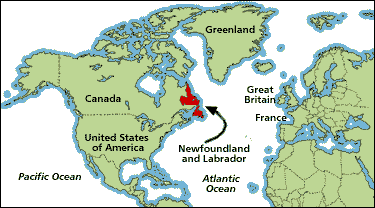 Greenland
Canada
Great
Britain
France
United States
of America
Newfoundland
and Labrador
Pacific Ocean
Atlantic
Ocean